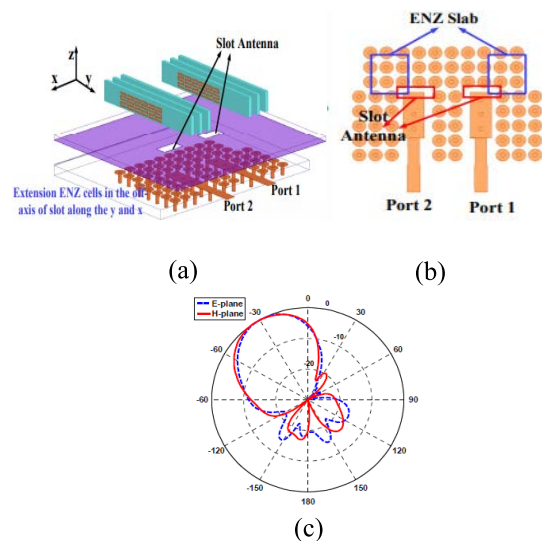 Slot Antenna
z
x
y
Extension ENZ cells in the off-
axis of slot along the y and x
Port 1
Port 2
(a)
ENZ Slab
Slot
Antenna
Port 2
Port 1
(b)
E-plane
H-plane
0
0
-30
30
-10
-60
60
-20
-60
90
-120
120
-150
150
180
(c)